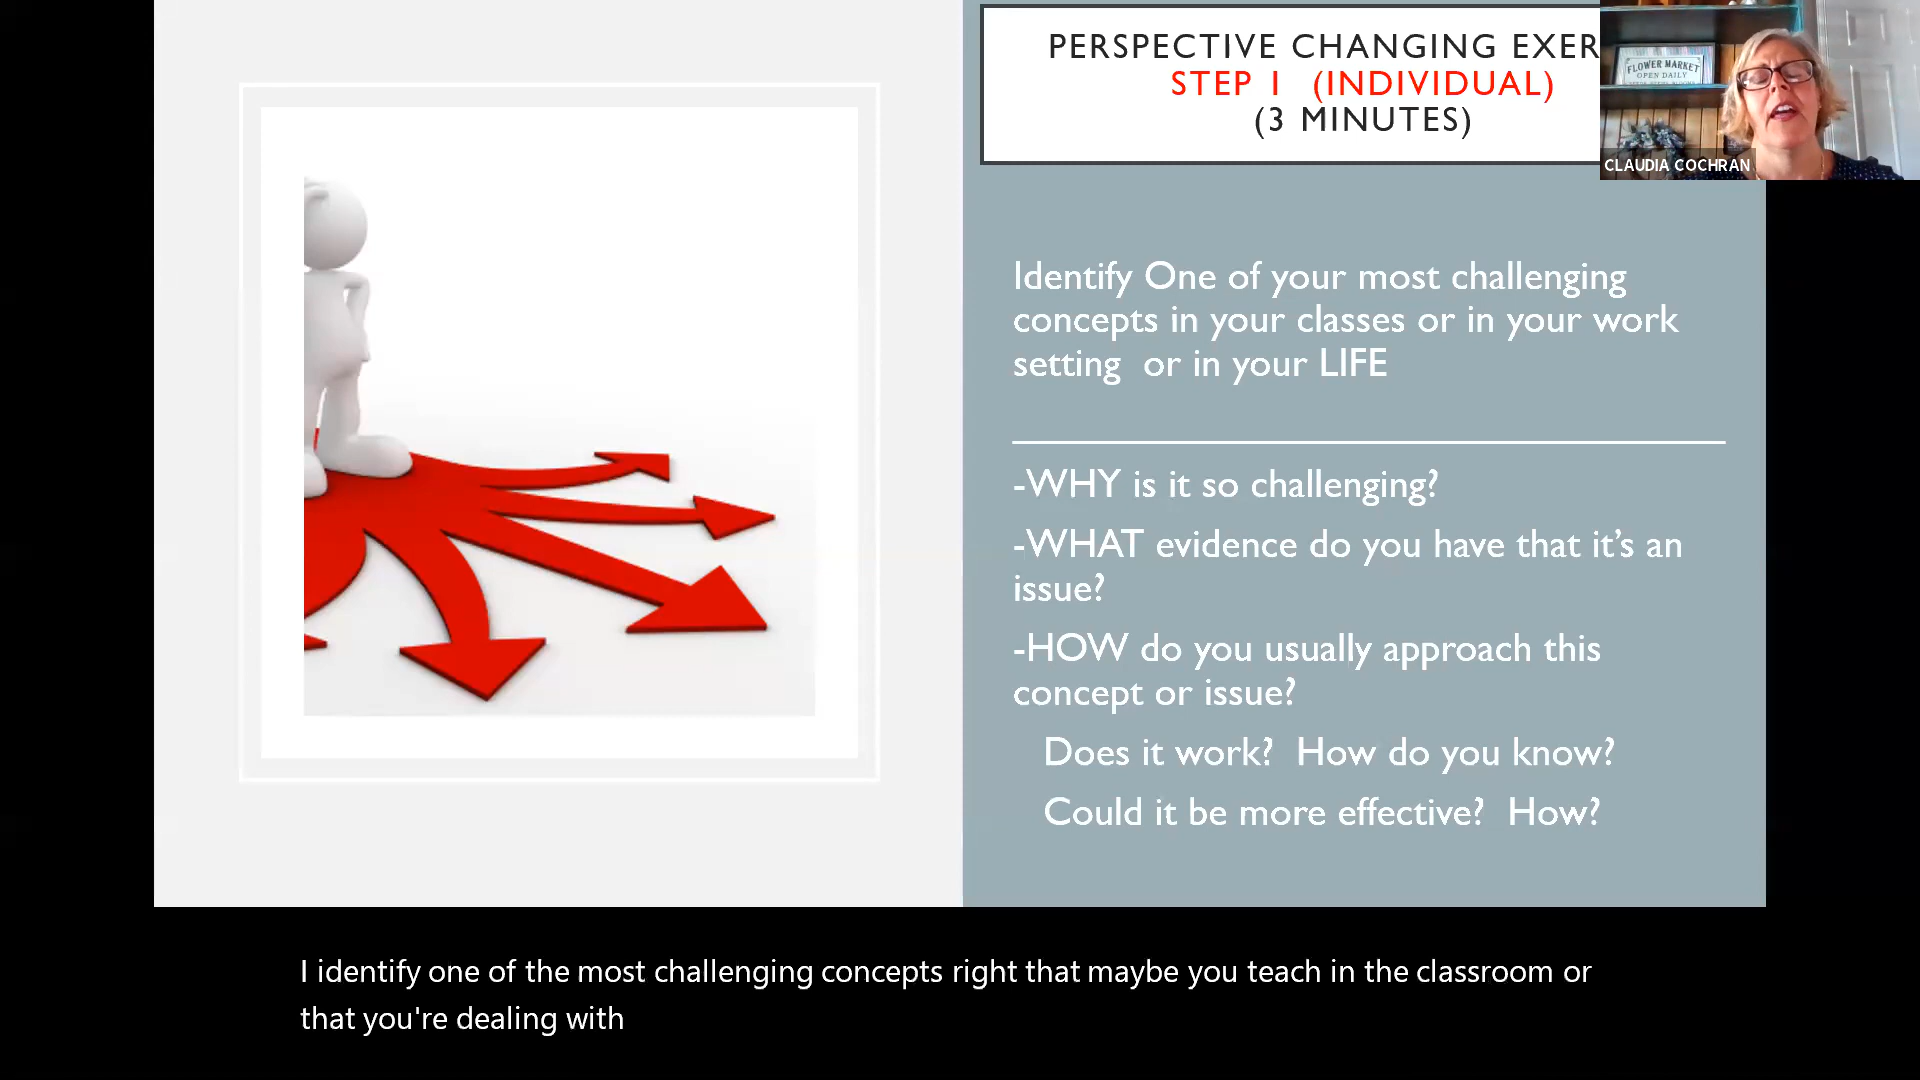 PERSPECTIVE CHANGING EXER
STEP 1 (INDIVIDUAL)
(3 MINUTES)
FLOWER MARKET
OPEN DAILY
CLAUDIA COCHRAN
Identify One of your most challenging
concepts in your classes or in your work
setting or in your LIFE
-WHY is it so challenging?
-WHAT evidence do you have that it’s an
issue?
-HOW do you usually approach this
concept or issue?
Does it work? How do you know?
Could it be more effective? How?
I identify one of the most challenging concepts right that maybe you teach in the classroom or
that you're dealing with